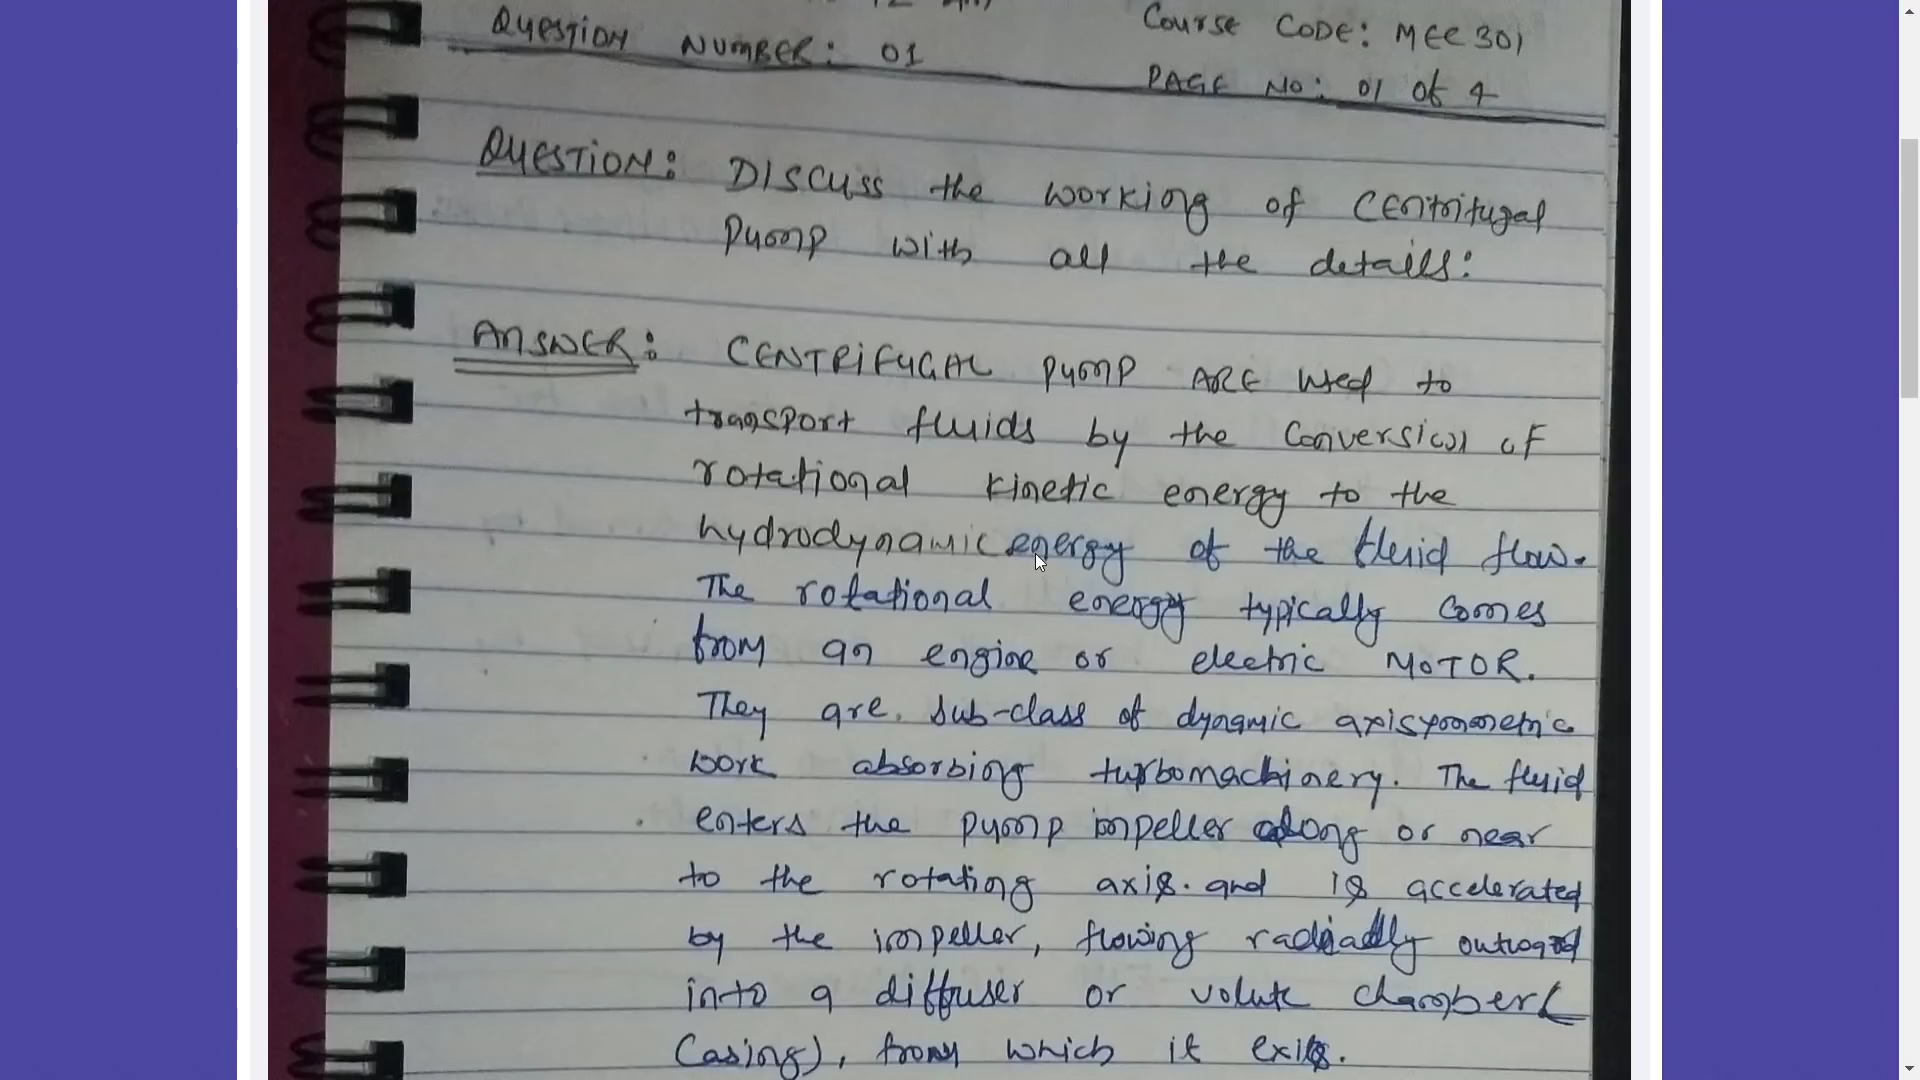 QUESTION NUMBER: 01
Course CODE: MEE301
PAGE No: 01 of 4
QUESTION: DISCUSS the working of CENtrifugal
Pump with all the details:
ANSWER: CENTRIFUGAL pump ARE used to
transport fluids by the Conversion of
rotational kinetic energy to the
hydrodynamic energy of the fluid flow.
The rotational energy typically comes
from an engine or electric MOTOR.
They are sub-class of dynamic axisymmetric
work absorbing turbomachinery. The fluid
enters the pump impeller along or near
to the rotating axis. and is accelerated
by the impeller, flowing radially outward
into a diffuser or volute chamber (
Casing), from which it exits.